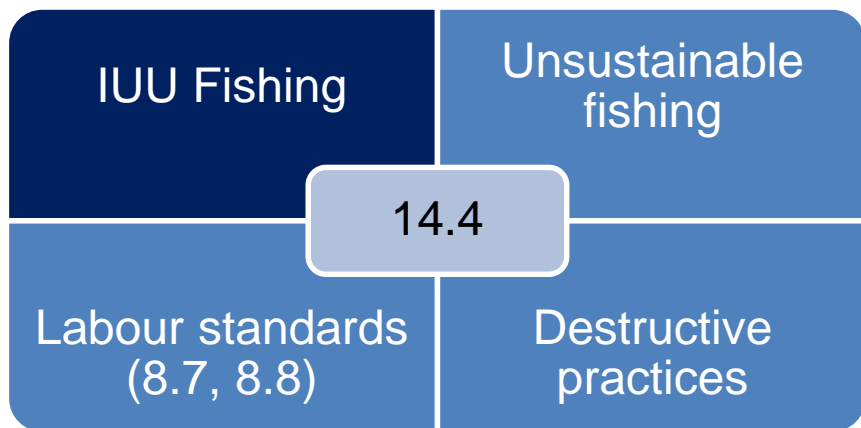 IUU Fishing
Unsustainable
fishing
14.4
Labour standards
(8.7, 8.8)
Destructive
practices